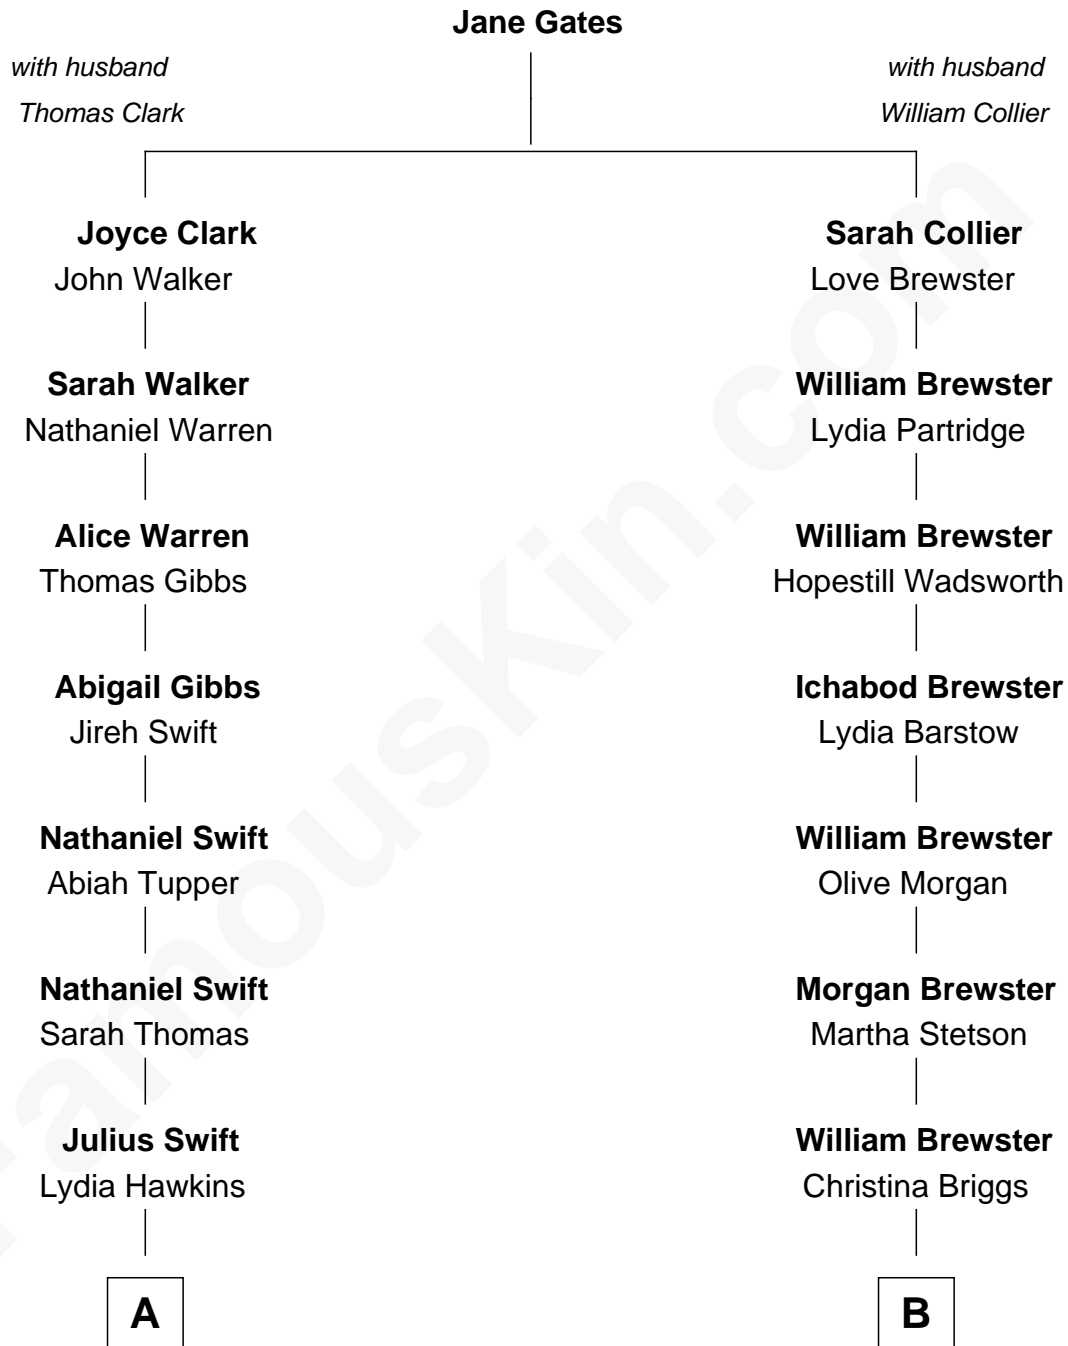 Jane Gates
with husband
Thomas Clark
with husband
William Collier
Joyce Clark
John Walker
Sarah Walker
Nathaniel Warren
Alice Warren
Thomas Gibbs
Abigail Gibbs
Jireh Swift
Nathaniel Swift
Abiah Tupper
Nathaniel Swift
Sarah Thomas
Julius Swift
Lydia Hawkins
A
Sarah Collier
Love Brewster
William Brewster
Lydia Partridge
William Brewster
Hopestill Wadsworth
Ichabod Brewster
Lydia Barstow
William Brewster
Olive Morgan
Morgan Brewster
Martha Stetson
William Brewster
Christina Briggs
B
FamousKin.com